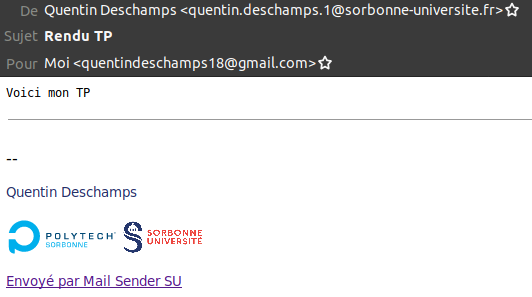 De Quentin Deschamps <quentin.deschamps.1@sorbonne-universite.fr>
Sujet Rendu TP
Pour Moi <quentindeschamps18@gmail.com>
Voici mon TP
--
Quentin Deschamps
POLYTECH
SORBONNE
SORBONNE
UNIVERSITÉ
Envoyé par Mail Sender SU